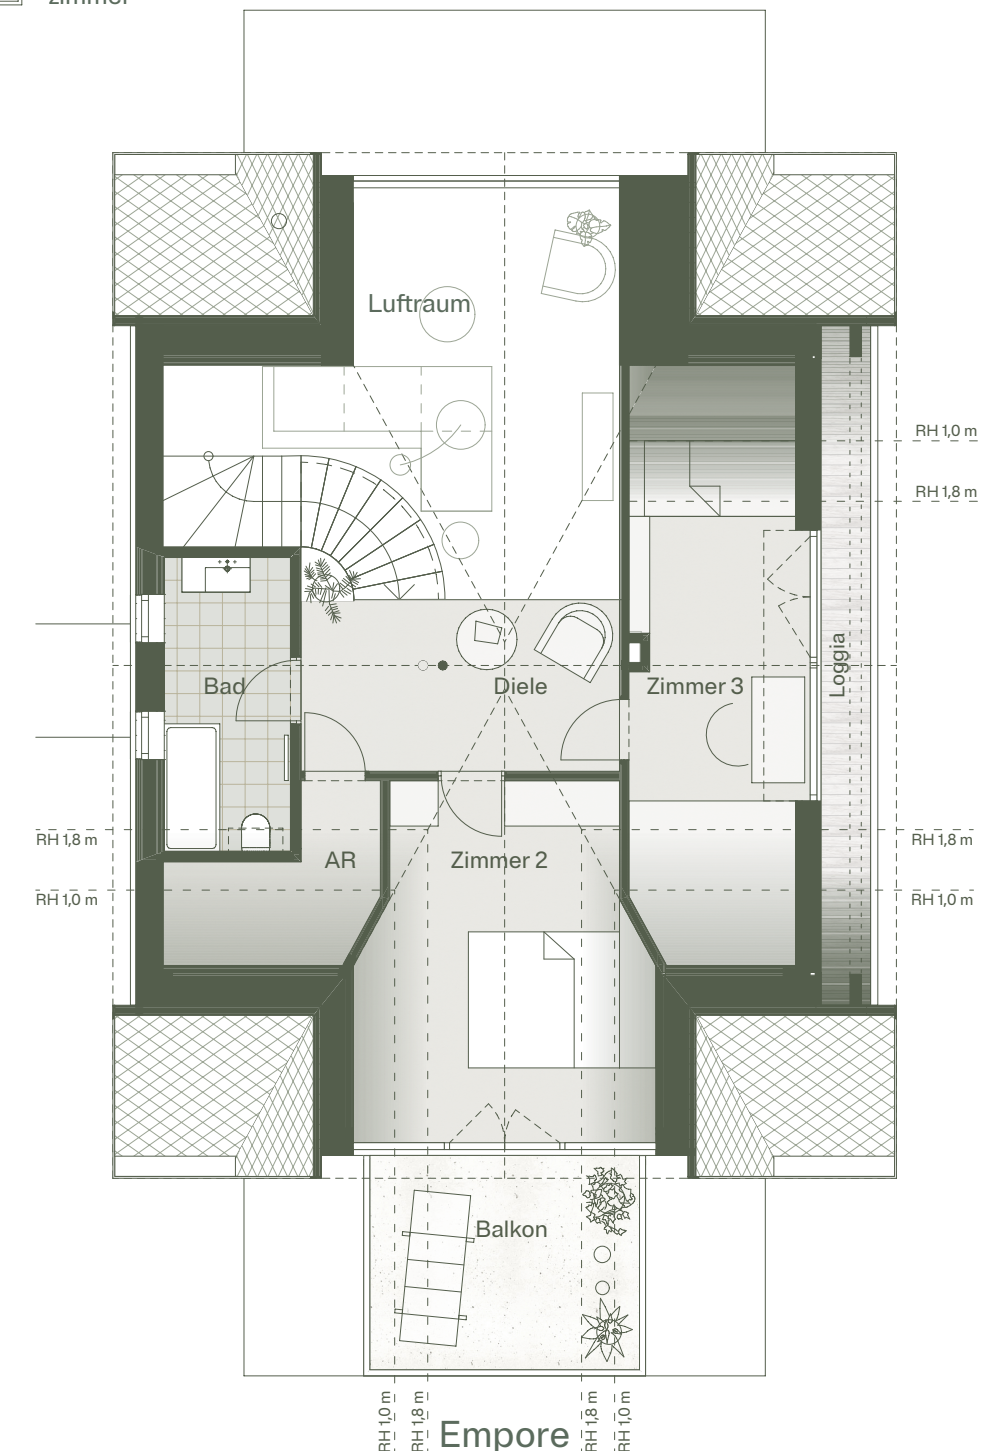 zimmer
Luftraum
RH 1,0 m
RH 1,8 m
Loggia
Bad
Diele
Zimmer 3
RH 1,8 m
RH 1,8 m
AR
Zimmer 2
RH 1,0 m
RH 1,0 m
Balkon
RH 1,0 m
RH 1,8 m
RH 1,8 m
RH 1,0 m
Empore